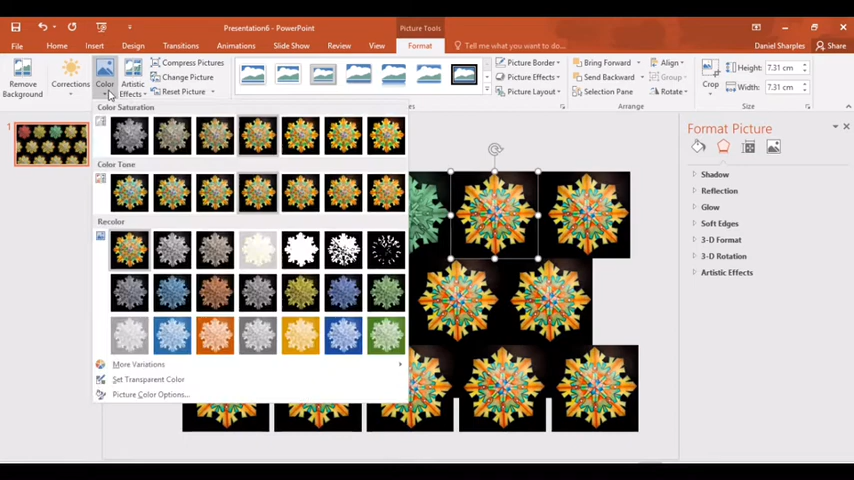 Presentation6 - PowerPoint
Picture Tools
File Home Insert Design Transitions Animations Slide Show Review View Format Tell me what you want to do...
Daniel Sharples Share
Remove Background
Corrections
Color
Artistic Effects
Compress Pictures
Change Picture
Reset Picture
Picture Border
Picture Effects
Picture Layout
Bring Forward
Send Backward
Selection Pane
Align
Group
Rotate
Arrange
Crop
Height: 7.31 cm
Width: 7.31 cm
Color Saturation
Color Tone
Recolor
More Variations
Set Transparent Color
Picture Color Options...
1
Format Picture
Shadow
Reflection
Glow
Soft Edges
3-D Format
3-D Rotation
Artistic Effects